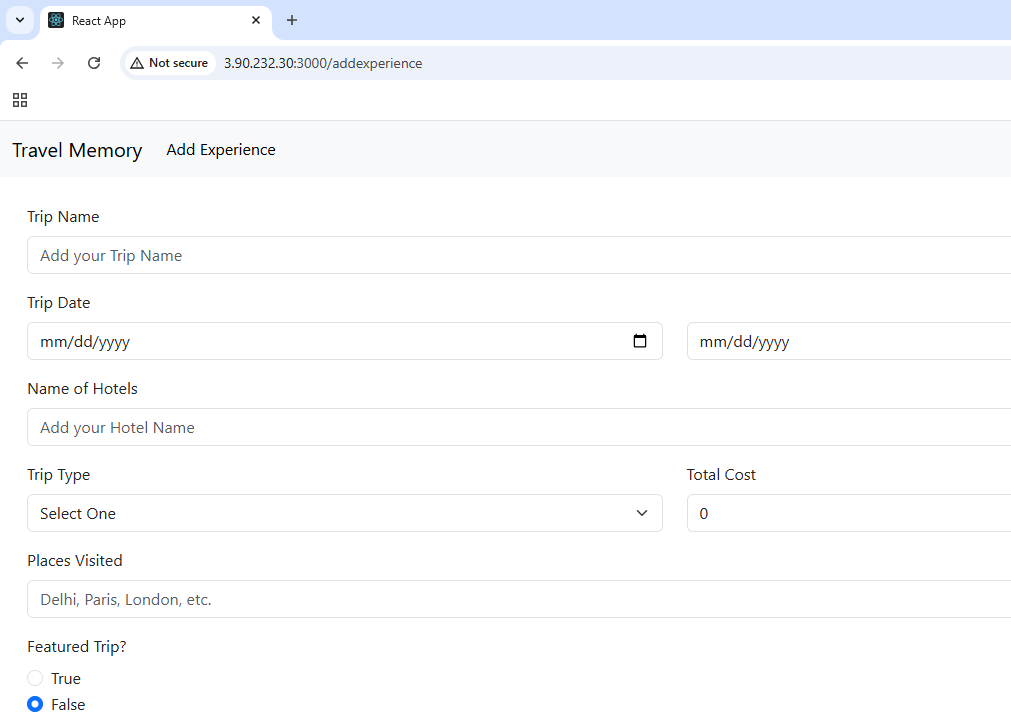 React App
Not secure 3.90.232.30:3000/addexperience
Travel Memory Add Experience
Trip Name
Add your Trip Name
Trip Date
mm/dd/yyyy mm/dd/yyyy
Name of Hotels
Add your Hotel Name
Trip Type Total Cost
Select One 0
Places Visited
Delhi, Paris, London, etc.
Featured Trip?
True
False